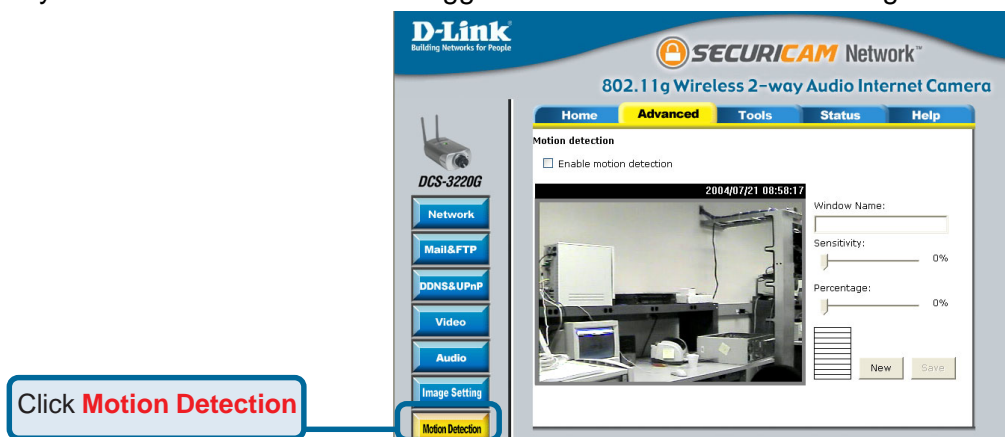 D-Link
Building Networks for People
SECURICAM Network™
802.11g Wireless 2-way Audio Internet Camera
Home Advanced Tools Status Help
Motion detection
Enable motion detection
DCS-3220G
2004/07/21 08:58:17
Window Name:
Network
Sensitivity:
Mail&FTP
0%
DDNS&UPnP
Percentage:
0%
Video
Audio
New Save
Image Setting
Click Motion Detection
Motion Detection